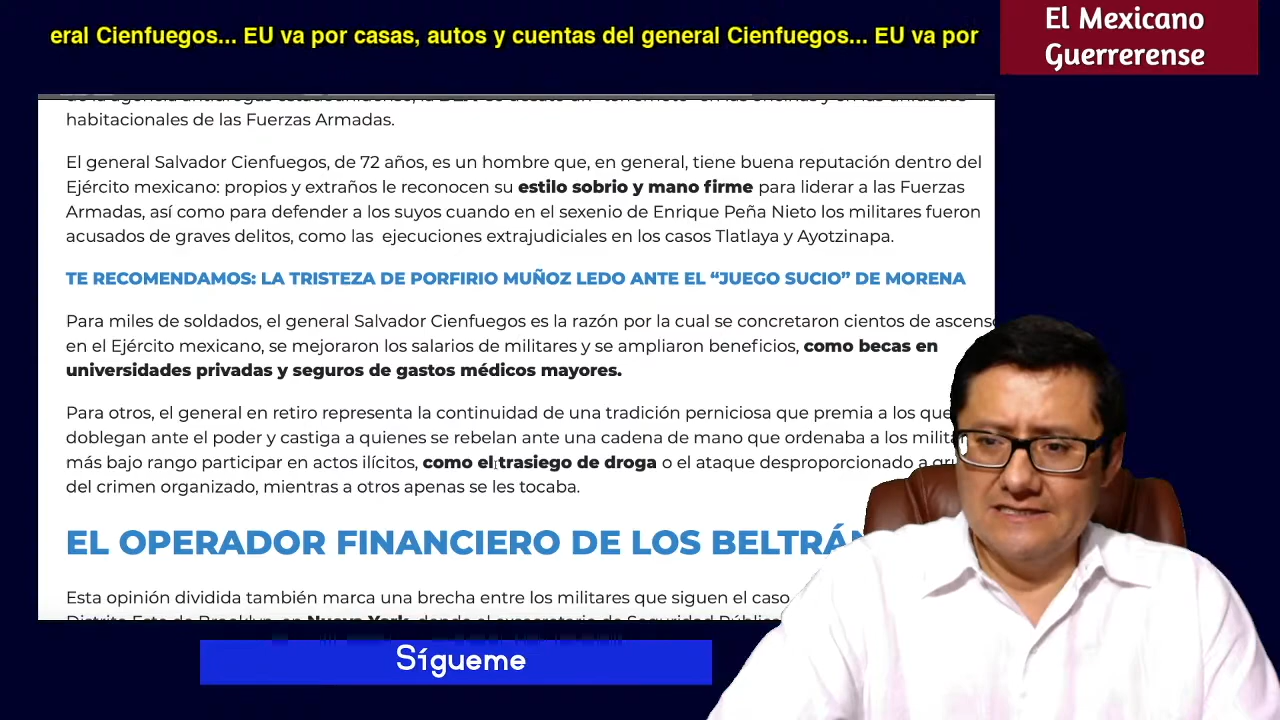 eral Cienfuegos... EU va por casas, autos y cuentas del general Cienfuegos... EU va por
El Mexicano
Guerrerense
habitacionales de las Fuerzas Armadas.
El general Salvador Cienfuegos, de 72 años, es un hombre que, en general, tiene buena reputación dentro del
Ejército mexicano: propios y extraños le reconocen su estilo sobrio y mano firme para liderar a las Fuerzas
Armadas, así como para defender a los suyos cuando en el sexenio de Enrique Peña Nieto los militares fueron
acusados de graves delitos, como las ejecuciones extrajudiciales en los casos Tlatlaya y Ayotzinapa.
TE RECOMENDAMOS: LA TRISTEZA DE PORFIRIO MUÑOZ LEDO ANTE EL “JUEGO SUCIO” DE MORENA
Para miles de soldados, el general Salvador Cienfuegos es la razón por la cual se concretaron cientos de ascenso
en el Ejército mexicano, se mejoraron los salarios de militares y se ampliaron beneficios, como becas en
universidades privadas y seguros de gastos médicos mayores.
Para otros, el general en retiro representa la continuidad de una tradición perniciosa que premia a los que
doblegan ante el poder y castiga a quienes se rebelan ante una cadena de mano que ordenaba a los milita
más bajo rango participar en actos ilícitos, como el trasiego de droga o el ataque desproporcionado a gru
del crimen organizado, mientras a otros apenas se les tocaba.
EL OPERADOR FINANCIERO DE LOS BELTRÁN
Esta opinión dividida también marca una brecha entre los militares que siguen el caso
Sígueme